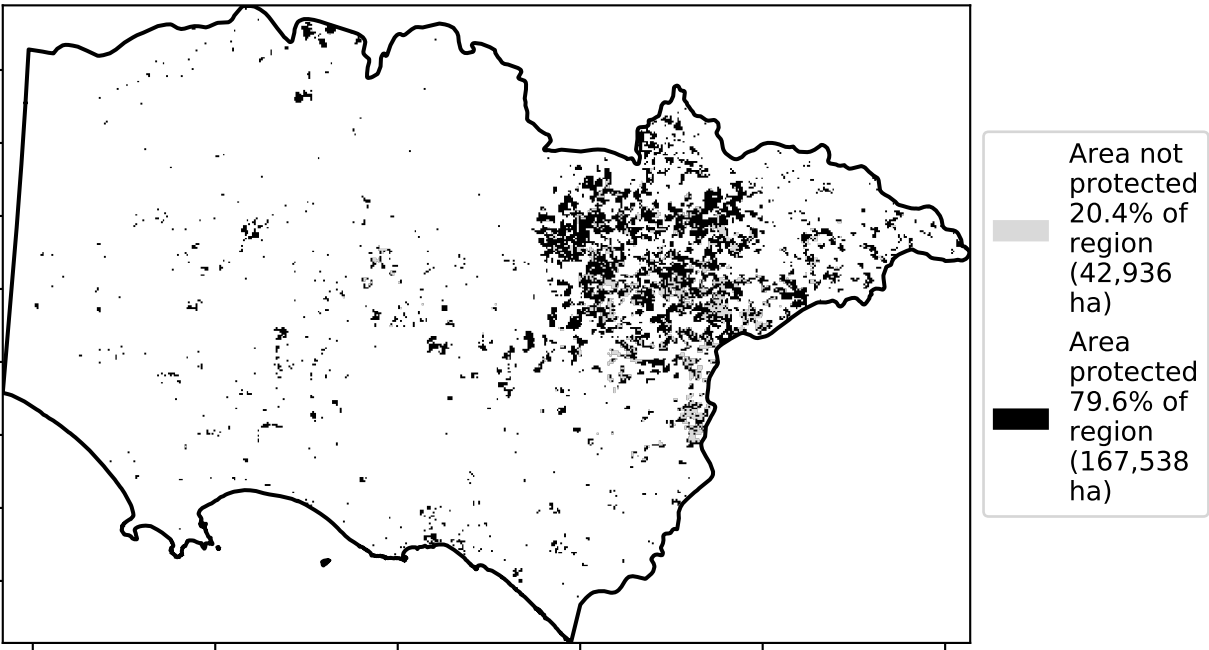 Area not
protected
20.4% of
region
(42,936
ha)
Area
protected
79.6% of
region
(167,538
ha)